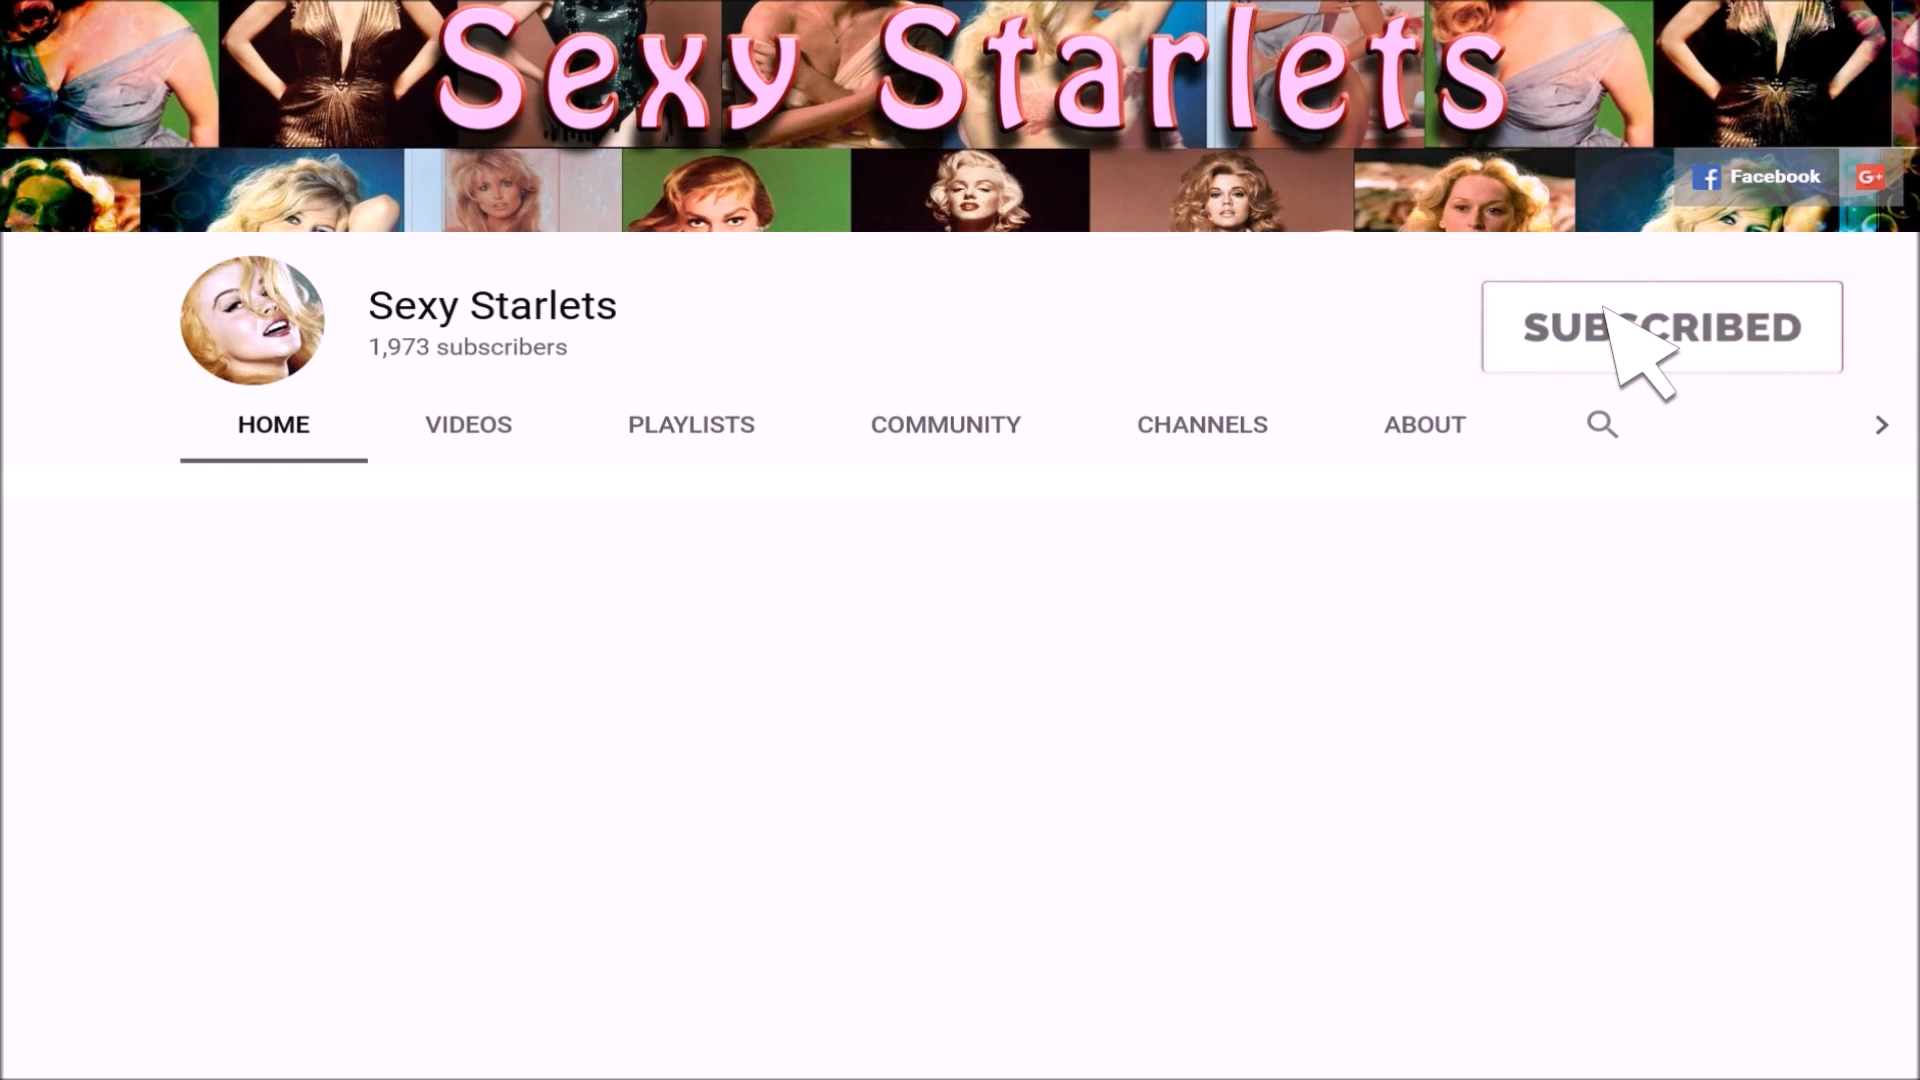 Sexy Starlets
Facebook
G+
Sexy Starlets
1,973 subscribers
SUBSCRIBED
HOME VIDEOS PLAYLISTS COMMUNITY CHANNELS ABOUT